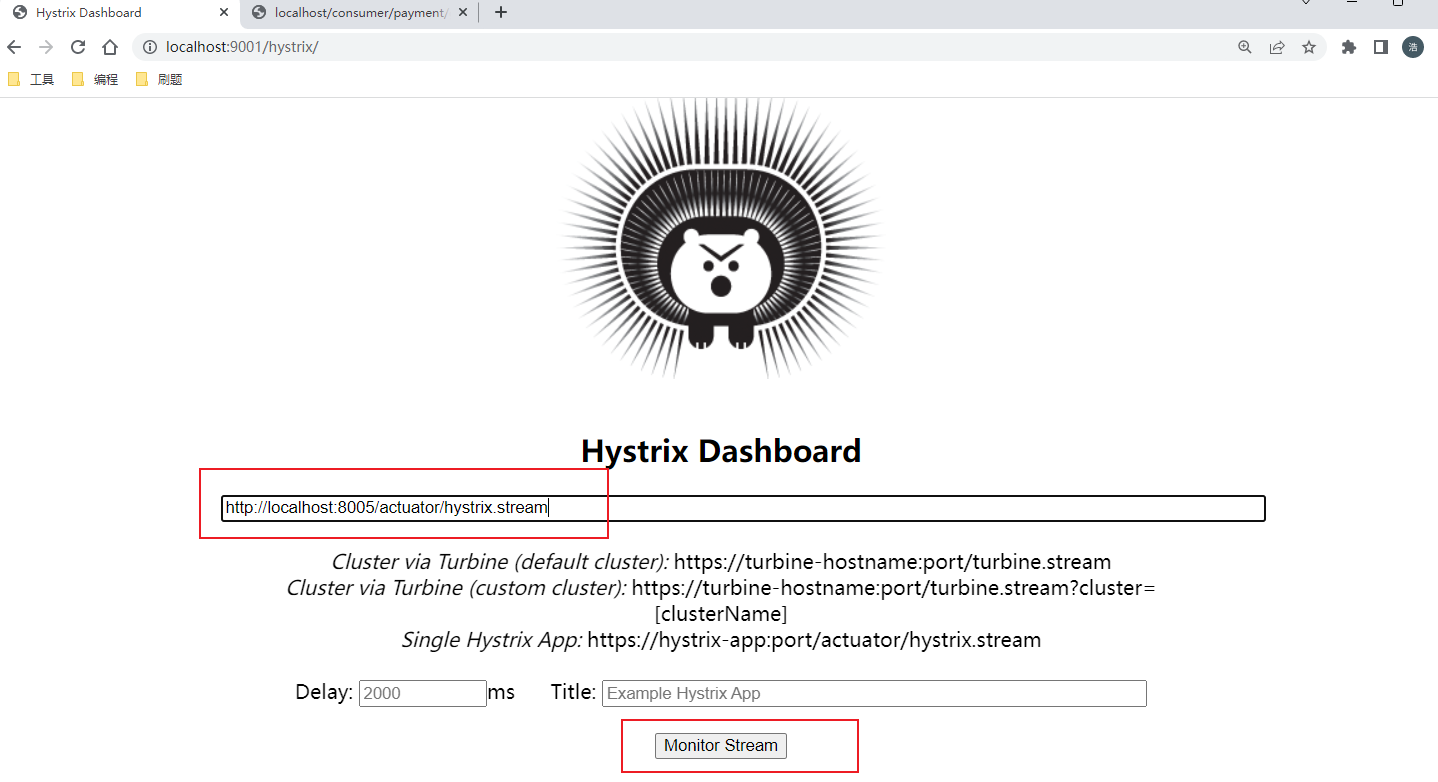 Hystrix Dashboard
localhost/consumer/payment/
localhost:9001/hystrix/
浩
工具
编程
刷题
Hystrix Dashboard
http://localhost:8005/actuator/hystrix.stream
Cluster via Turbine (default cluster): https://turbine-hostname:port/turbine.stream
Cluster via Turbine (custom cluster): https://turbine-hostname:port/turbine.stream?cluster=
[clusterName]
Single Hystrix App: https://hystrix-app:port/actuator/hystrix.stream
Delay: 2000 ms Title: Example Hystrix App
Monitor Stream